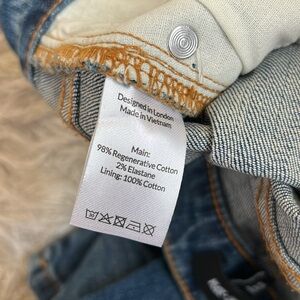 Designed in London
Made in Vietnam
Main:
98% Regenerative Cotton
2% Elastane
Lining: 100% Cotton